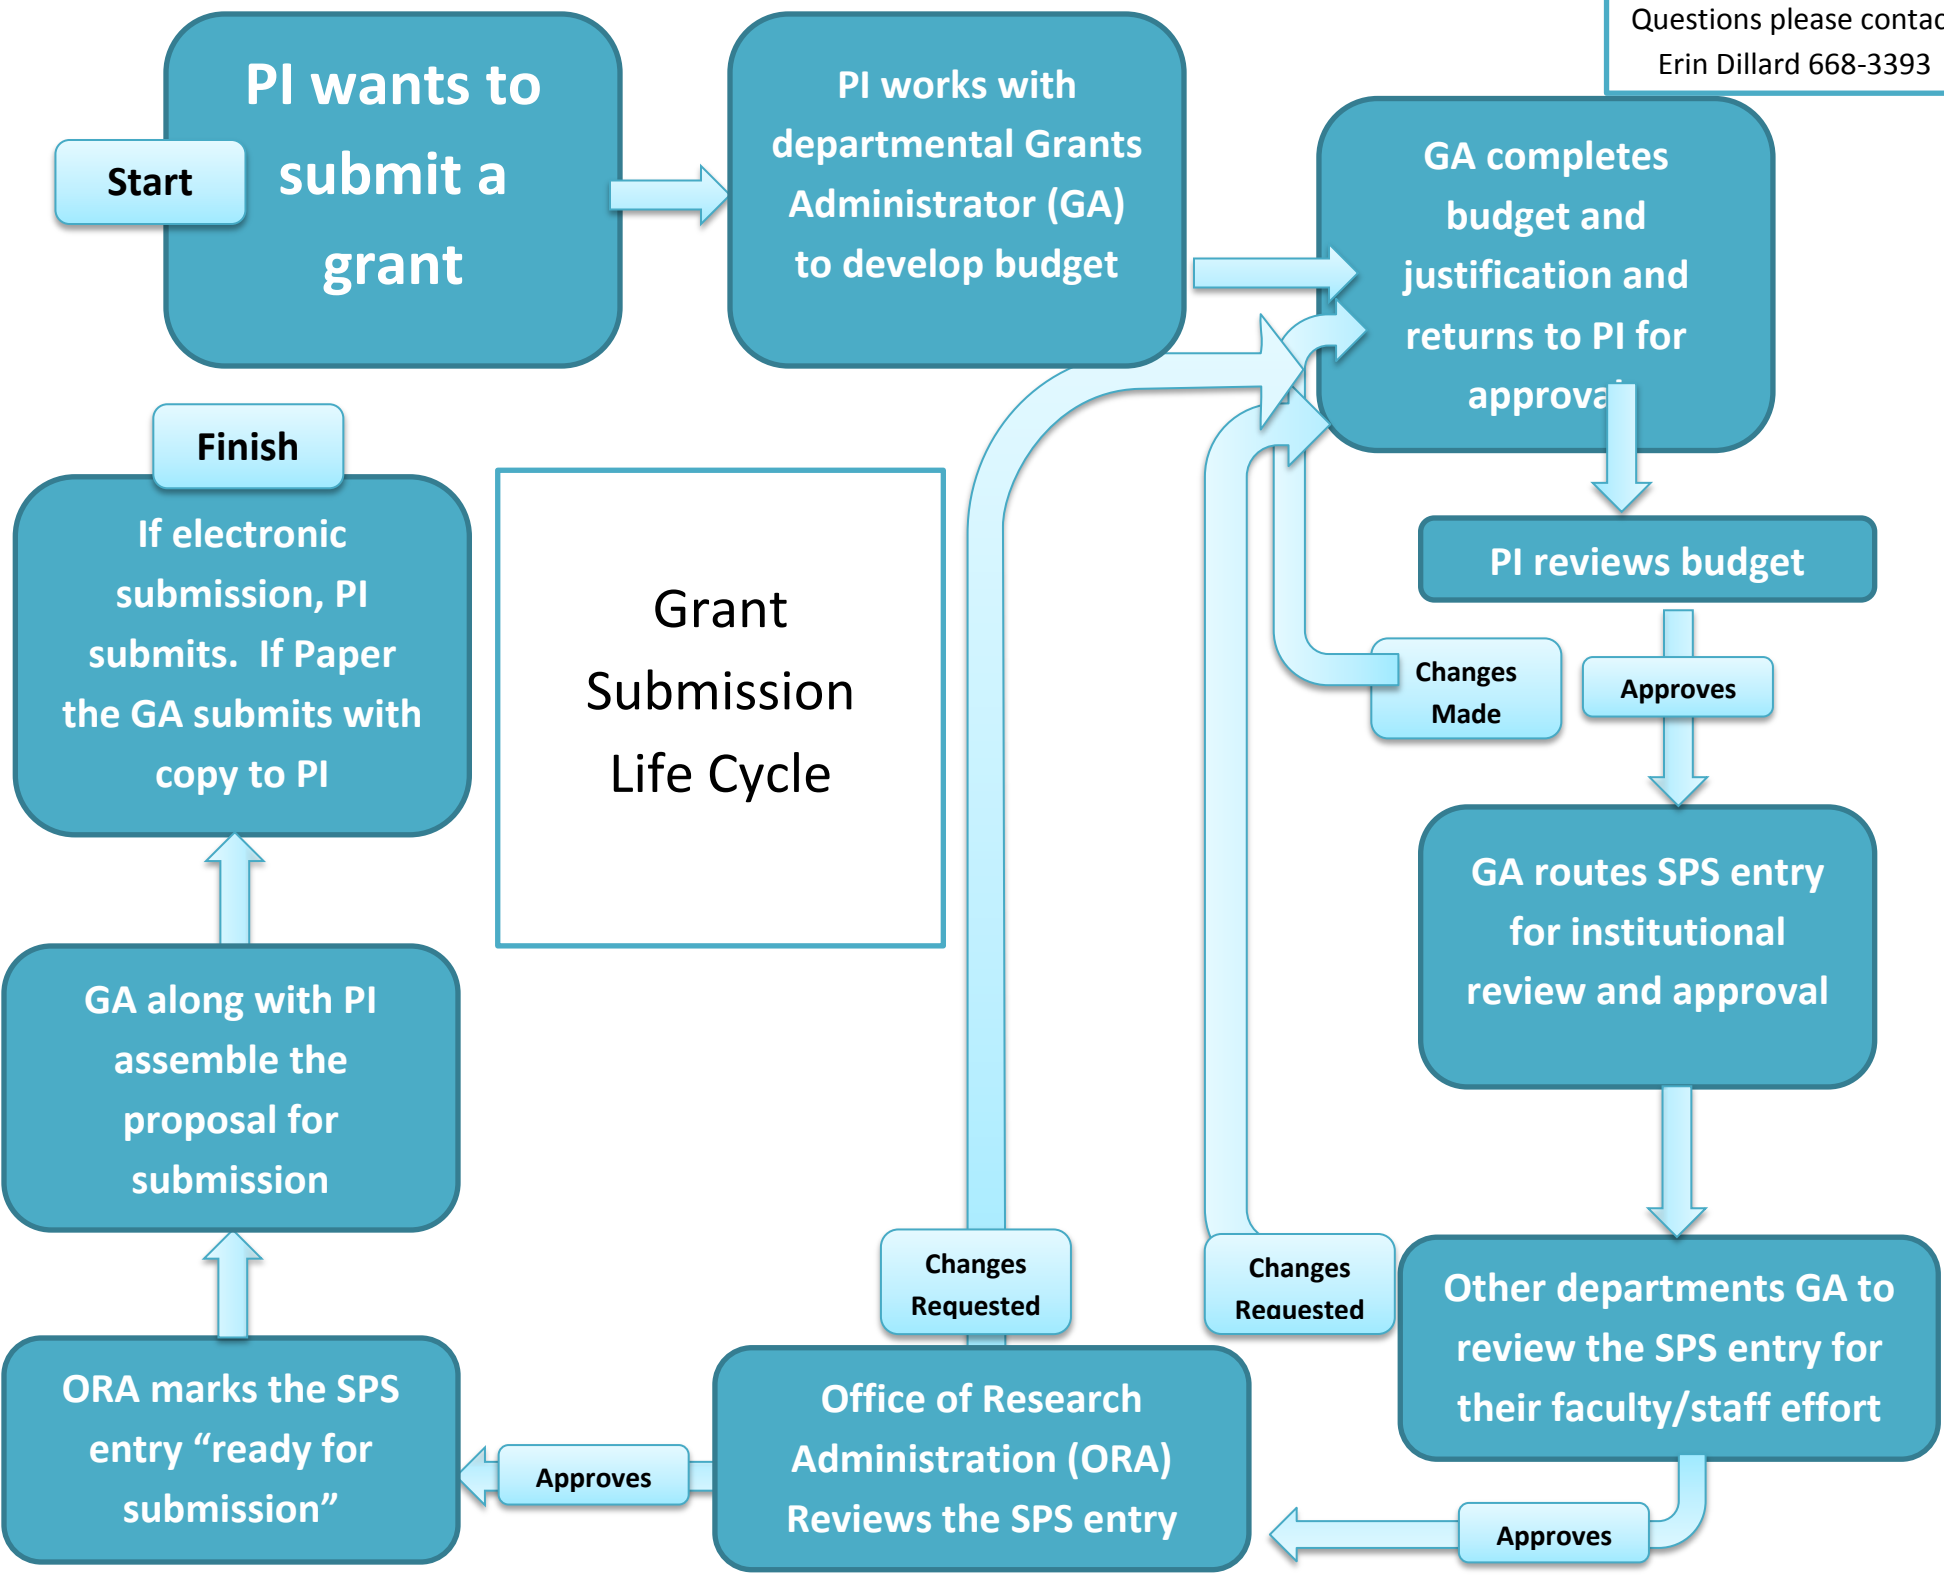 Questions please contac
Erin Dillard 668-3393
Start
PI wants to
submit a
grant
PI works with
departmental Grants
Administrator (GA)
to develop budget
GA completes
budget and
justification and
returns to PI for
approval
PI reviews budget
Changes
Made
Approves
GA routes SPS entry
for institutional
review and approval
Other departments GA to
review the SPS entry for
their faculty/staff effort
Changes
Requested
Approves
Office of Research
Administration (ORA)
Reviews the SPS entry
Changes
Requested
Approves
ORA marks the SPS
entry “ready for
submission”
GA along with PI
assemble the
proposal for
submission
Finish
If electronic
submission, PI
submits.  If Paper
the GA submits with
copy to PI
Grant
Submission
Life Cycle